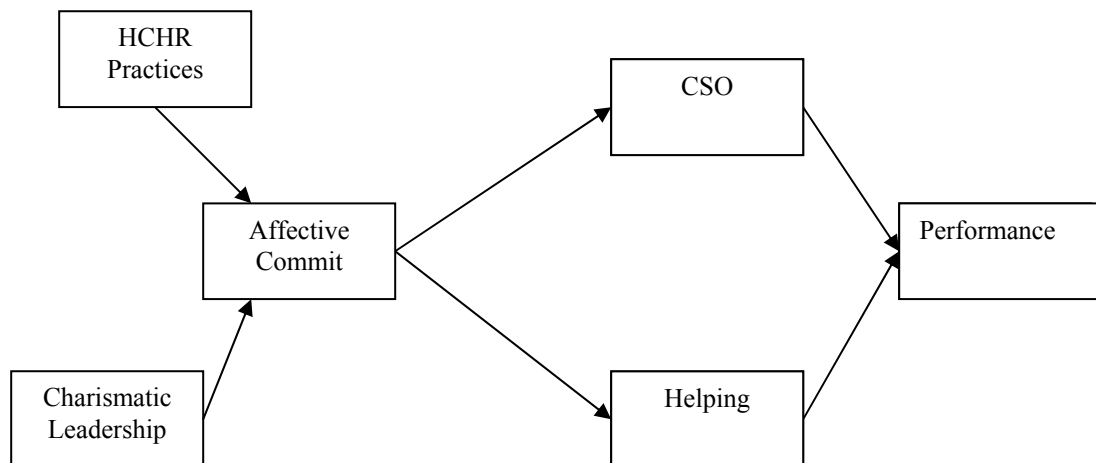 HCHR
Practices
CSO
Affective
Commit
Performance
Charismatic
Leadership
Helping